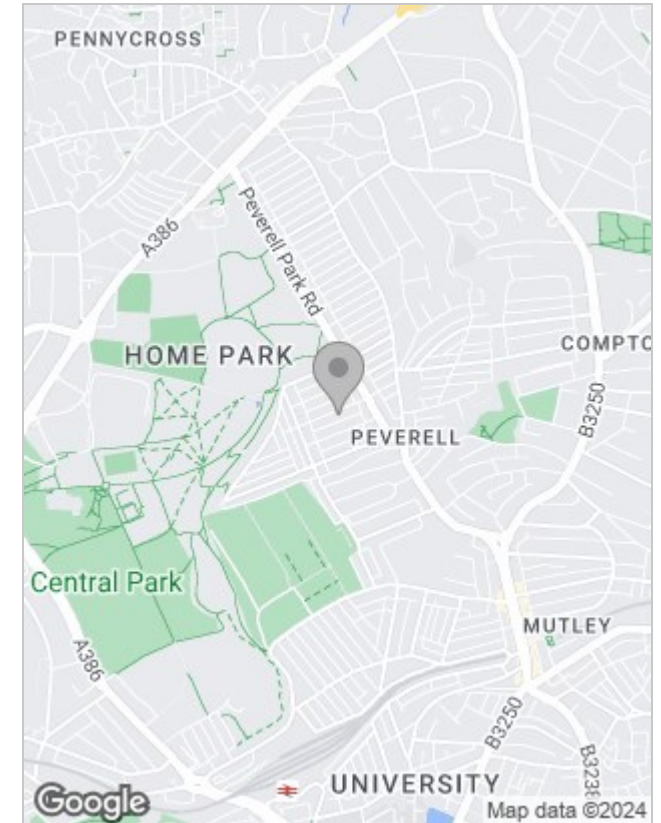 PENNYCROSS
Peverell Park Rd
A386
HOME PARK
COMPTO
B3250
PEVERELL
Central Park
MUTLEY
A386
B3250
B3238
UNIVERSITY
Google
Map data ©2024